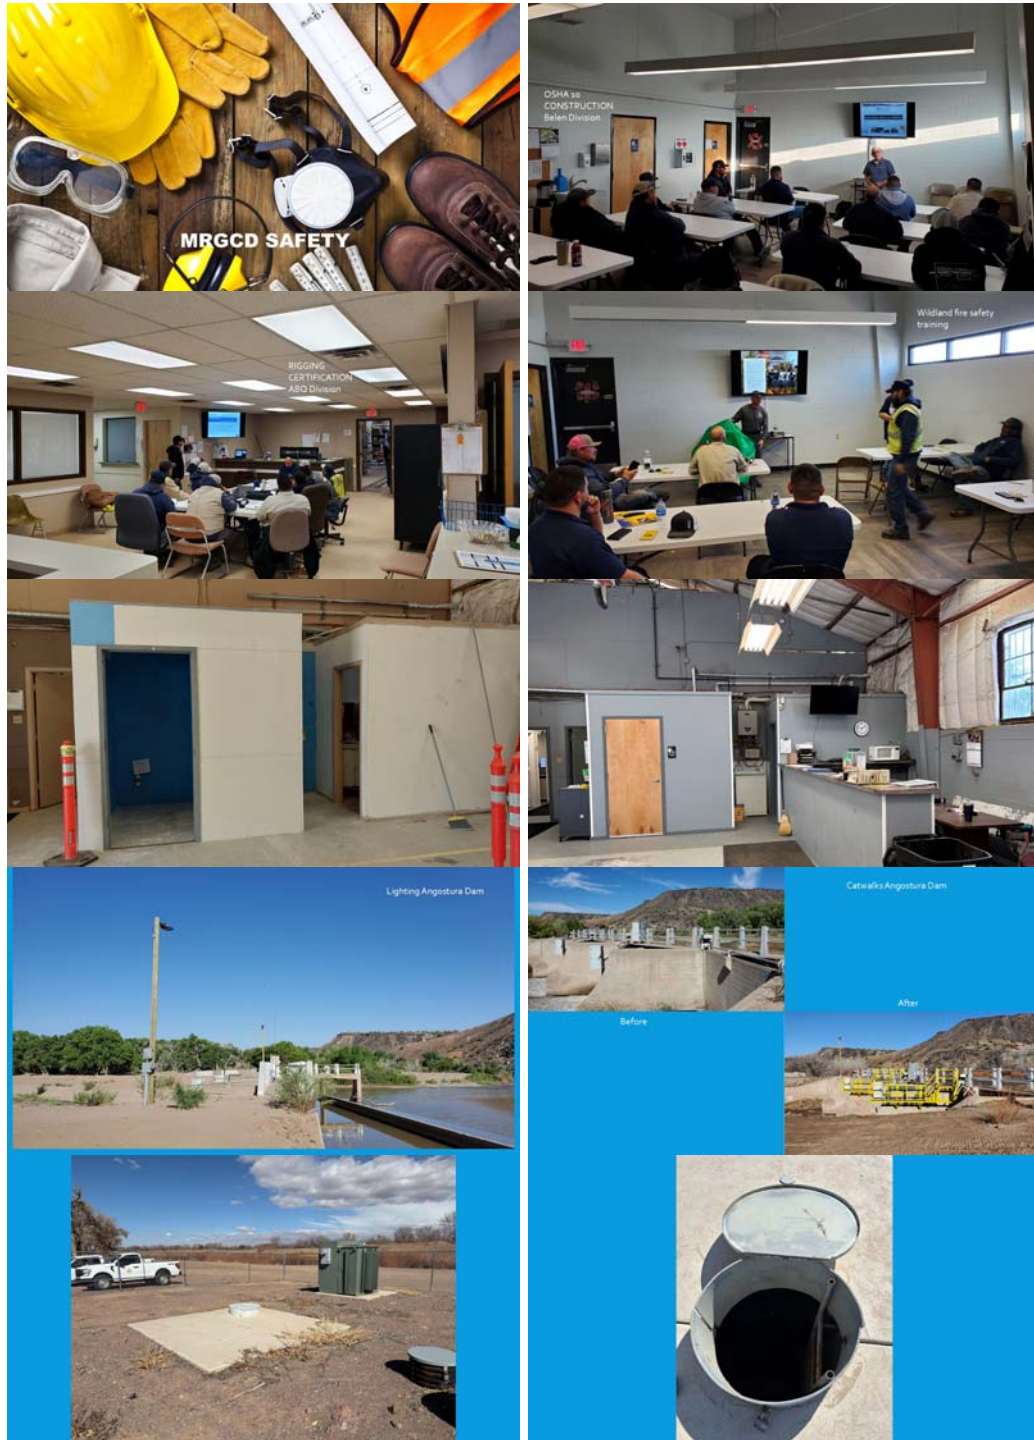 MRGCD SAFETY
OSHA 10
CONSTRUCTION
Belen Division
RIGGING
CERTIFICATION
ABQ Division
Wildland fire safety
training
Lighting Angostura Dam
Catwalks Angostura Dam
After
Before